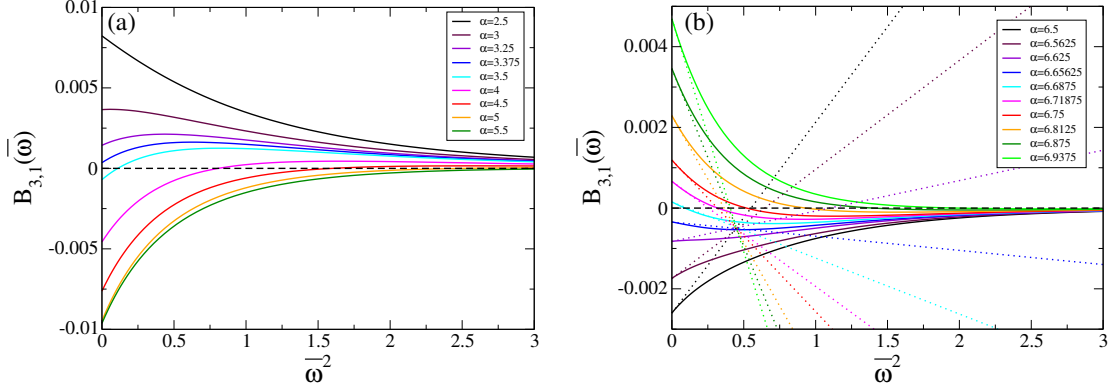 (a)
0.01
0.005
0
-0.005
-0.01
B3,1(ω̅)
0 0.5 1 1.5 2 2.5 3
ω̅²
α=2.5
α=3
α=3.25
α=3.375
α=3.5
α=4
α=4.5
α=5
α=5.5
(b)
0.004
0.002
0
-0.002
B3,1(ω̅)
0 0.5 1 1.5 2 2.5 3
ω̅²
α=6.5
α=6.5625
α=6.625
α=6.65625
α=6.6875
α=6.71875
α=6.75
α=6.8125
α=6.875
α=6.9375